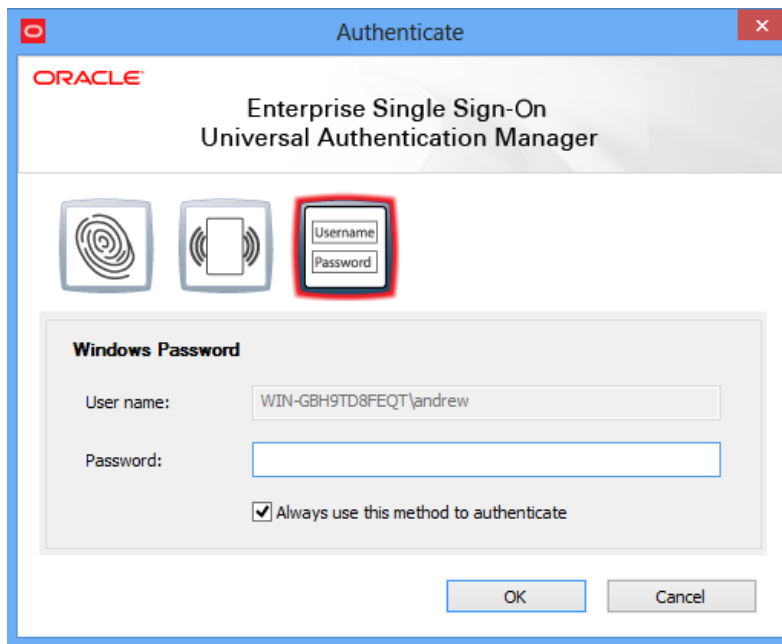 Authenticate
ORACLE
Enterprise Single Sign-On
Universal Authentication Manager
Username
Password
Windows Password
User name:
WIN-GBH9TD8FEQT\andrew
Password:
Always use this method to authenticate
OK
Cancel